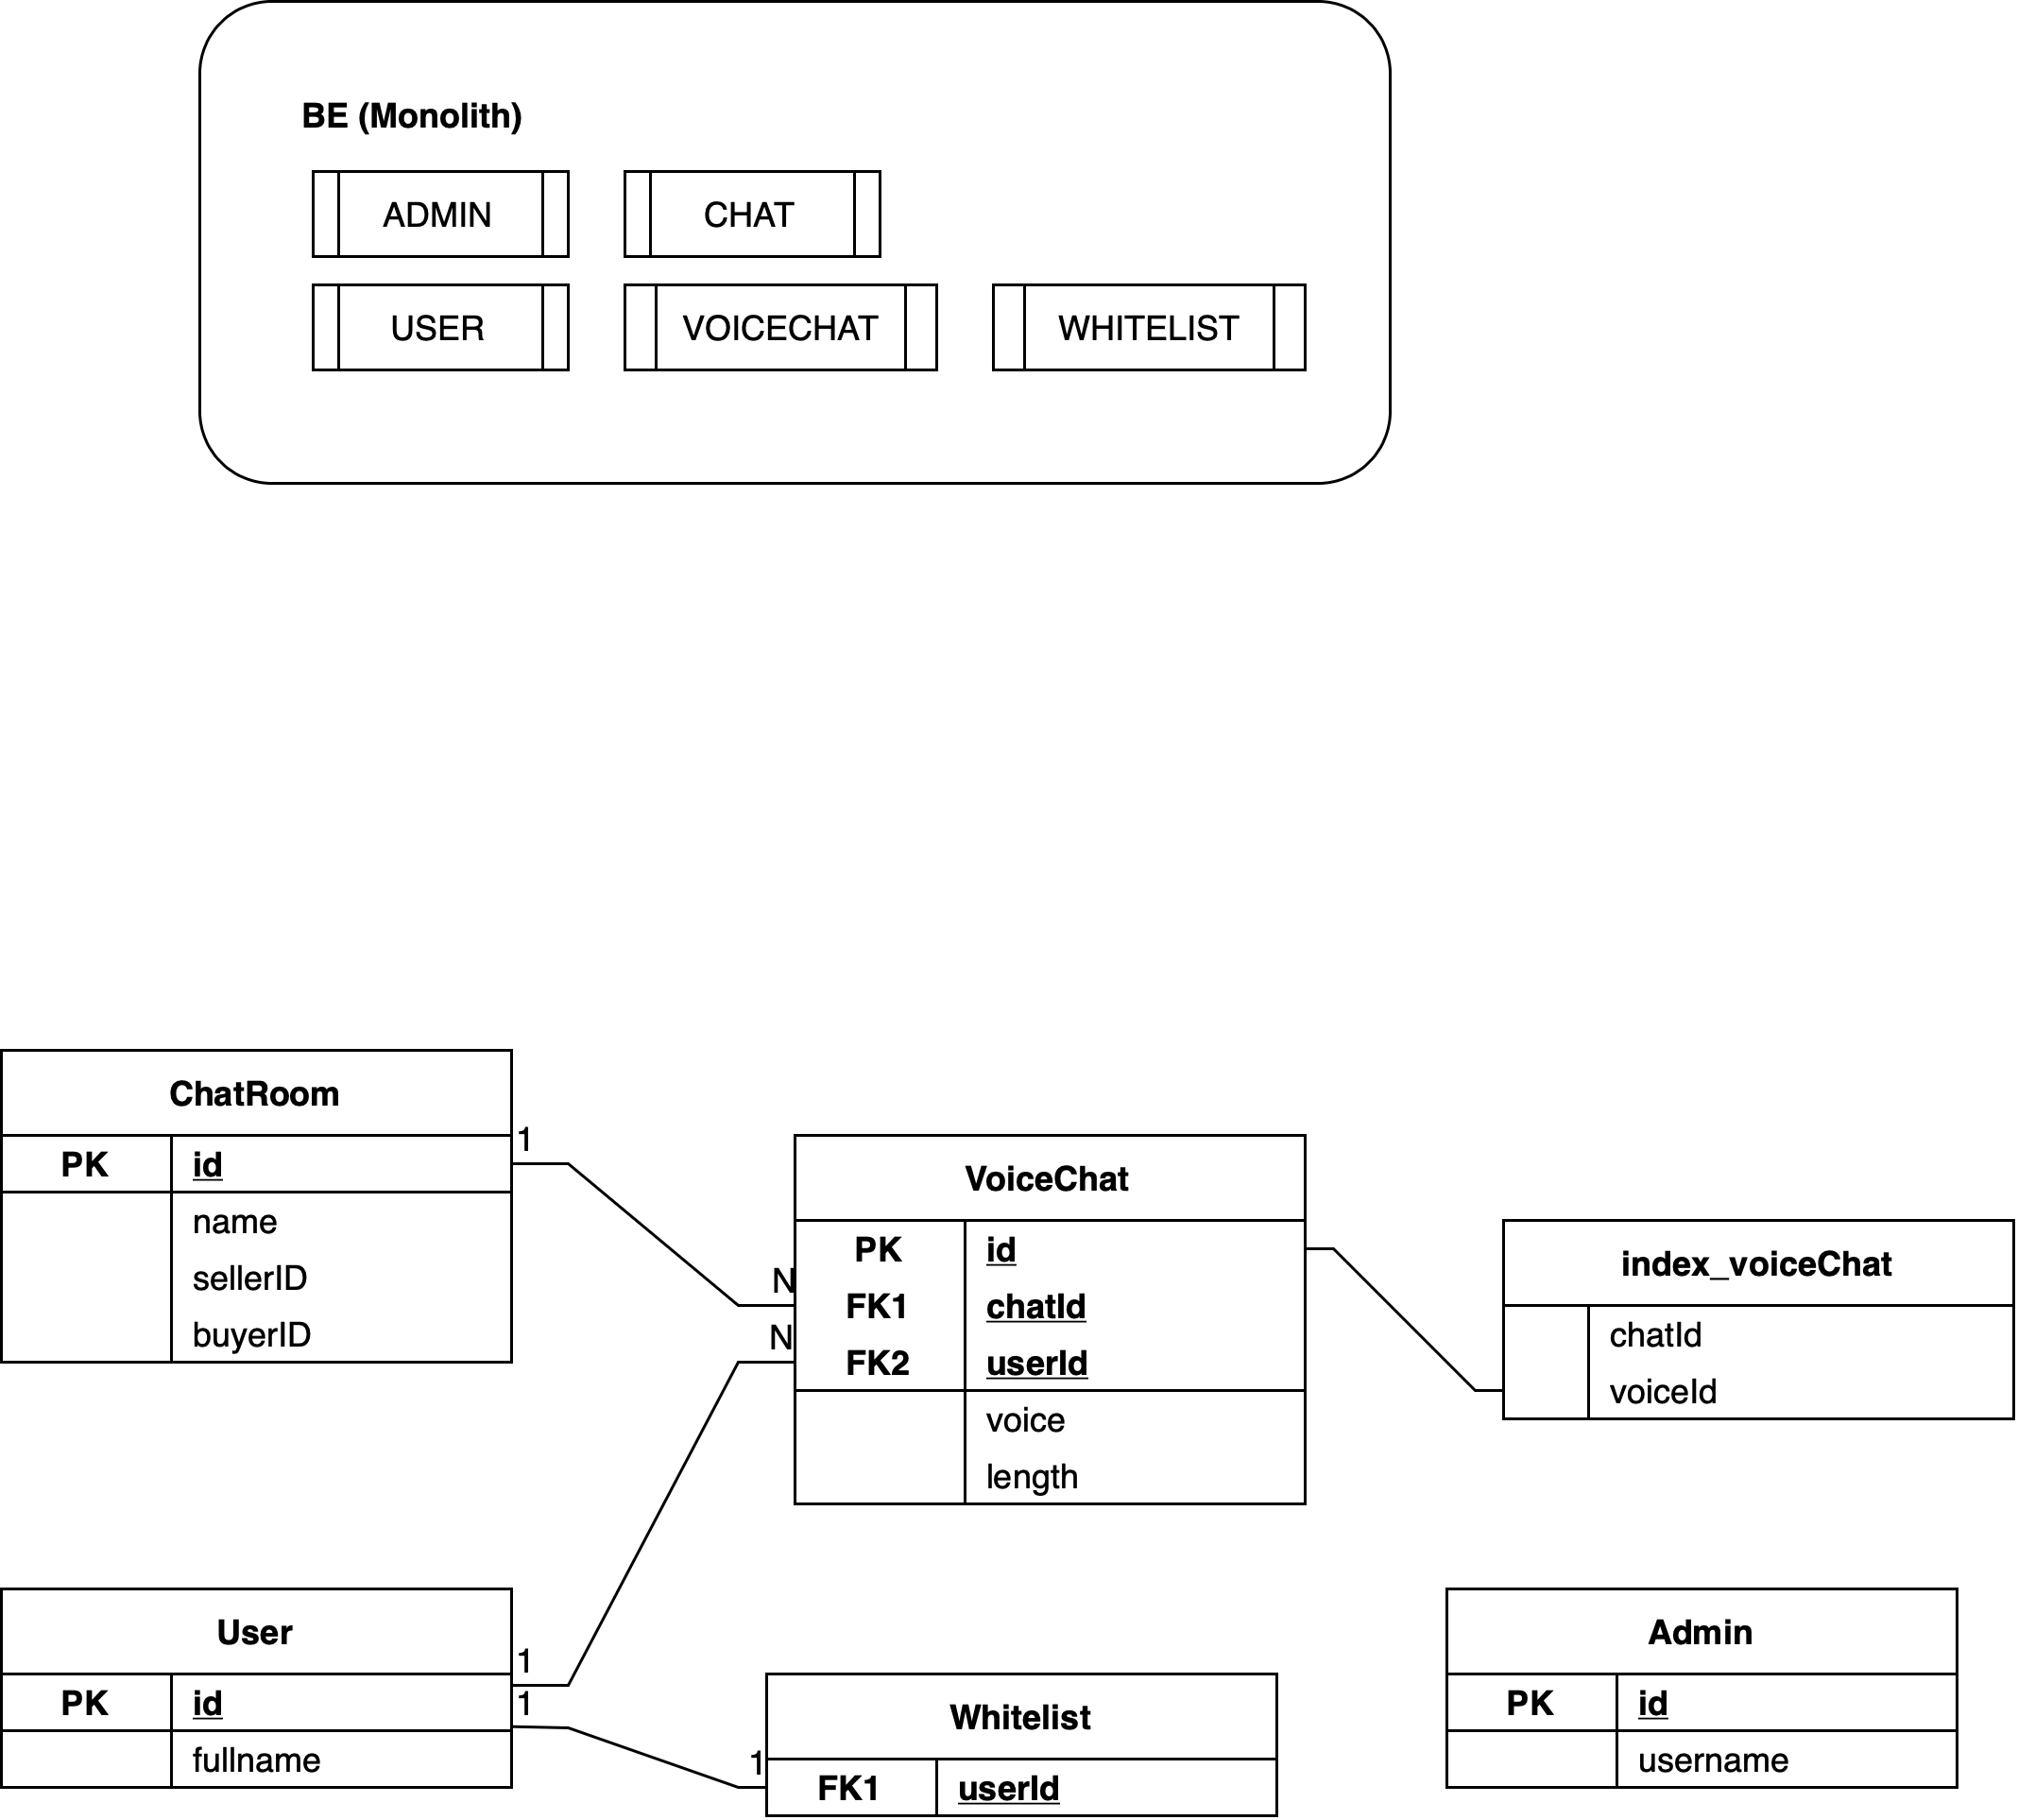 BE (Monolith)
ADMIN
CHAT
USER
VOICECHAT
WHITELIST
ChatRoom
PK
id
name
sellerID
buyerID
1
N
VoiceChat
PK
id
FK1
chatId
FK2
userId
voice
length
N
index_voiceChat
chatId
voiceId
User
PK
id
fullname
1
1
1
Whitelist
FK1
userId
Admin
PK
id
username